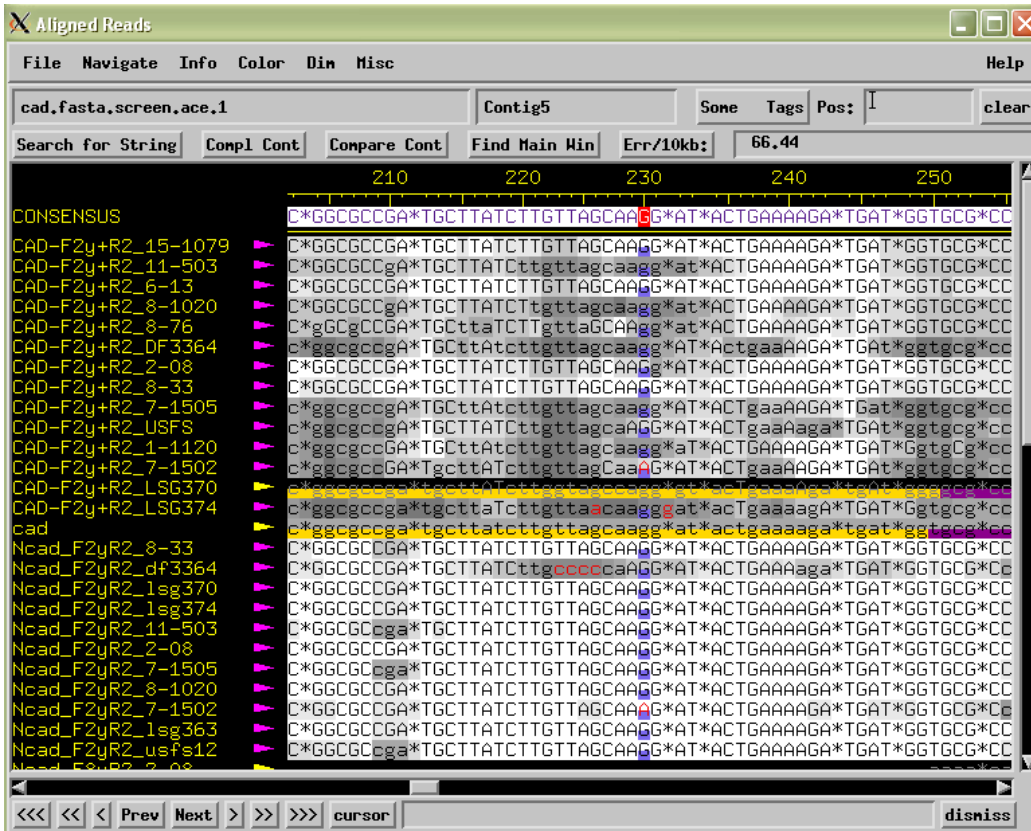 Aligned Reads
File Navigate Info Color Dim Misc Help
cad.fasta.screen.ace.1 Contig5 Some Tags Pos: clear
Search for String Compl Cont Compare Cont Find Main Win Err/10kb: 66.44
210 220 230 240 250
CONSENSUS C*GGCGCCGA*TGCTTATCTTGTTAGCAAGG*AT*ACTGAAAAGA*TGAT*GGTGCG*CC
CAD-F2y+R2_15-1079 C*GGCGCCGA*TGCTTATCTTGTTAGCAAGG*AT*ACTGAAAAGA*TGAT*GGTGCG*CC
CAD-F2y+R2_11-503 C*GGCGCCgA*TGCTTATCttgttagcaagg*at*ACTGAAAAGA*TGAT*GGTGCG*CC
CAD-F2y+R2_6-13 C*GGCGCCGA*TGCTTATCTTGTTAGCAAGG*AT*ACTGAAAAGA*TGAT*GGTGCG*CC
CAD-F2y+R2_8-1020 C*GGCGCCgA*TGCTTATCTtgttagcaagg*at*ACTGAAAAGA*TGAT*GGTGCG*CC
CAD-F2y+R2_8-76 C*gGCgCCGA*TGCttaTCTTgttaGCAAgg*at*ACTGAAAAGA*TGAT*GGTGCG*CC
CAD-F2y+R2_DF3364 c*ggcgccgA*TGCttAtcttgttagcaagg*AT*ActgaaAAGA*TGAt*ggtgcg*cc
CAD-F2y+R2_2-08 C*GGCGCCGA*TGCTTATCTTGTTAGCAAGg*AT*ACTGAAAAGA*TGAT*GGTGCG*CC
CAD-F2y+R2_8-33 C*GGCGCCGA*TGCTTATCTTGTTAGCAAGG*AT*ACTGAAAAGA*TGAT*GGTGCG*CC
CAD-F2y+R2_7-1505 c*ggcgccgA*TGCttAtcttgttagcaagg*AT*ACTgaaAAGA*TGat*ggtgcg*cc
CAD-F2y+R2_USFS c*ggcgccgA*TGCttAtcttgttagcaAgG*AT*ACTgaaAaga*TGAt*ggtgcg*cc
CAD-F2y+R2_1-1120 c*ggcgccgA*TGCttAtcttgttagcaagg*at*ACTGAAAAGA*TGAT*GgtgCg*cc
CAD-F2y+R2_7-1502 c*ggcgccGA*TgcttATcttgttagCaaAG*AT*ACTgaaAAGA*TGAt*ggtgcg*cc
CAD-F2y+R2_LSG370 c*ggcgccga*tgcttATCttgttagccagg*gt*acTgaaaAga*tgAt*ggggcg*cc
CAD-F2y+R2_LSG374 c*ggcgccga*tgcttaTcttgttaacaagggat*acTgaaaagA*TGAT*Ggtgcg*cc
cad c*ggcgccga*tgcttatcttgttagcaagg*at*actgaaaaga*tgat*ggtgcg*cc
Ncad_F2yR2_8-33 C*GGCGCCGA*TGCTTATCTTGTTAGCAAGG*AT*ACTGAAAAGA*TGAT*GGTGCG*CC
Ncad_F2yR2_df3364 C*GGCGCCGA*TGCTTATCttgcccccaAGG*AT*ACTGAAAaga*TGAT*GGTGCG*Cc
Ncad_F2yR2_lsg370 C*GGCGCCGA*TGCTTATCTTGTTAGCAAGG*AT*ACTGAAAAGA*TGAT*GGTGCG*CC
Ncad_F2yR2_lsg374 C*GGCGCCGA*TGCTTATCTTGTTAGCAAGG*AT*ACTGAAAAGA*TGAT*GGTGCG*CC
Ncad_F2yR2_11-503 C*GGCGCcga*TGCTTATCTTGTTAGCAAGG*AT*ACTGAAAAGA*TGAT*GGTGCG*CC
Ncad_F2yR2_2-08 C*GGCGCCGA*TGCTTATCTTGTTAGCAAGG*AT*ACTGAAAAGA*TGAT*GGTGCG*CC
Ncad_F2yR2_7-1505 C*GGCGCcga*TGCTTATCTTGTTAGCAAGG*AT*ACTGAAAAGA*TGAT*GGTGCG*CC
Ncad_F2yR2_8-1020 C*GGCGCCGA*TGCTTATCTTGTTAGCAAGG*AT*ACTGAAAAGA*TGAT*GGTGCG*CC
Ncad_F2yR2_7-1502 C*GGCGCCGA*TGCTTATCTTGTTAGCAAAG*AT*ACTGAAAAGA*TGAT*GGTGCG*Cc
Ncad_F2yR2_lsg363 C*GGCGCCGA*TGCTTATCTTGTTAGCAAGG*AT*ACTGAAAAGA*TGAT*GGTGCG*CC
Ncad_F2yR2_usfs12 C*GGCGCcga*TGCTTATCTTGTTAGCAAGG*AT*ACTGAAAAGA*TGAT*GGTGCG*CC
<<< << < Prev Next > >> >>> cursor dismiss